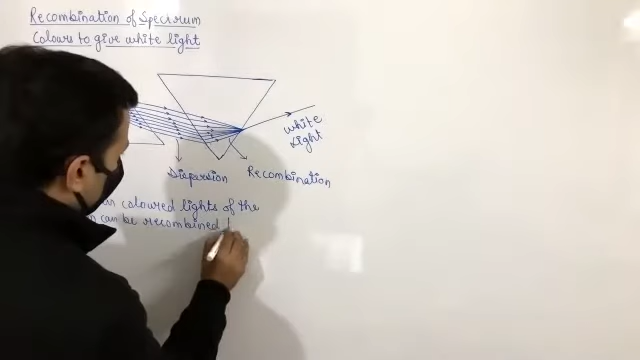 Recombination of Spectrum
Colours to give white light
White
light
Dispersion
Recombination
coloured lights of the
can be recombined